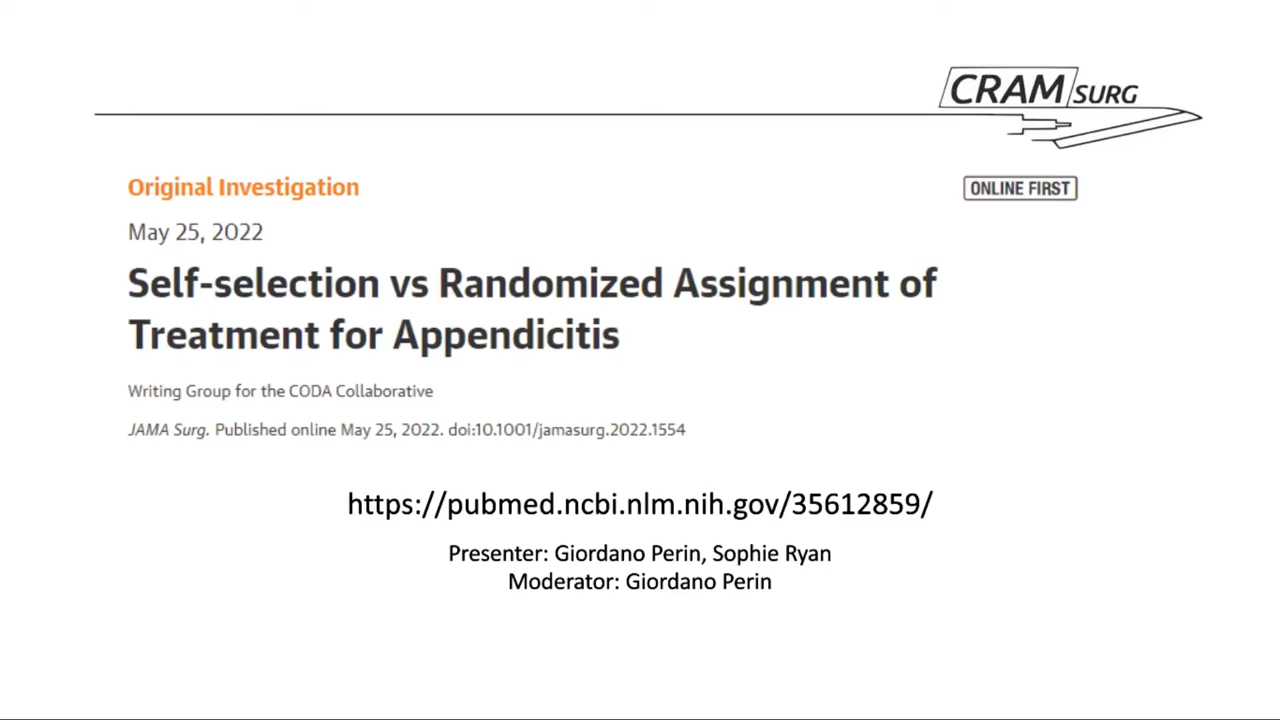 CRAM SURG
Original Investigation
ONLINE FIRST
May 25, 2022
Self-selection vs Randomized Assignment of
Treatment for Appendicitis
Writing Group for the CODA Collaborative
JAMA Surg. Published online May 25, 2022. doi:10.1001/jamasurg.2022.1554
https://pubmed.ncbi.nlm.nih.gov/35612859/
Presenter: Giordano Perin, Sophie Ryan
Moderator: Giordano Perin